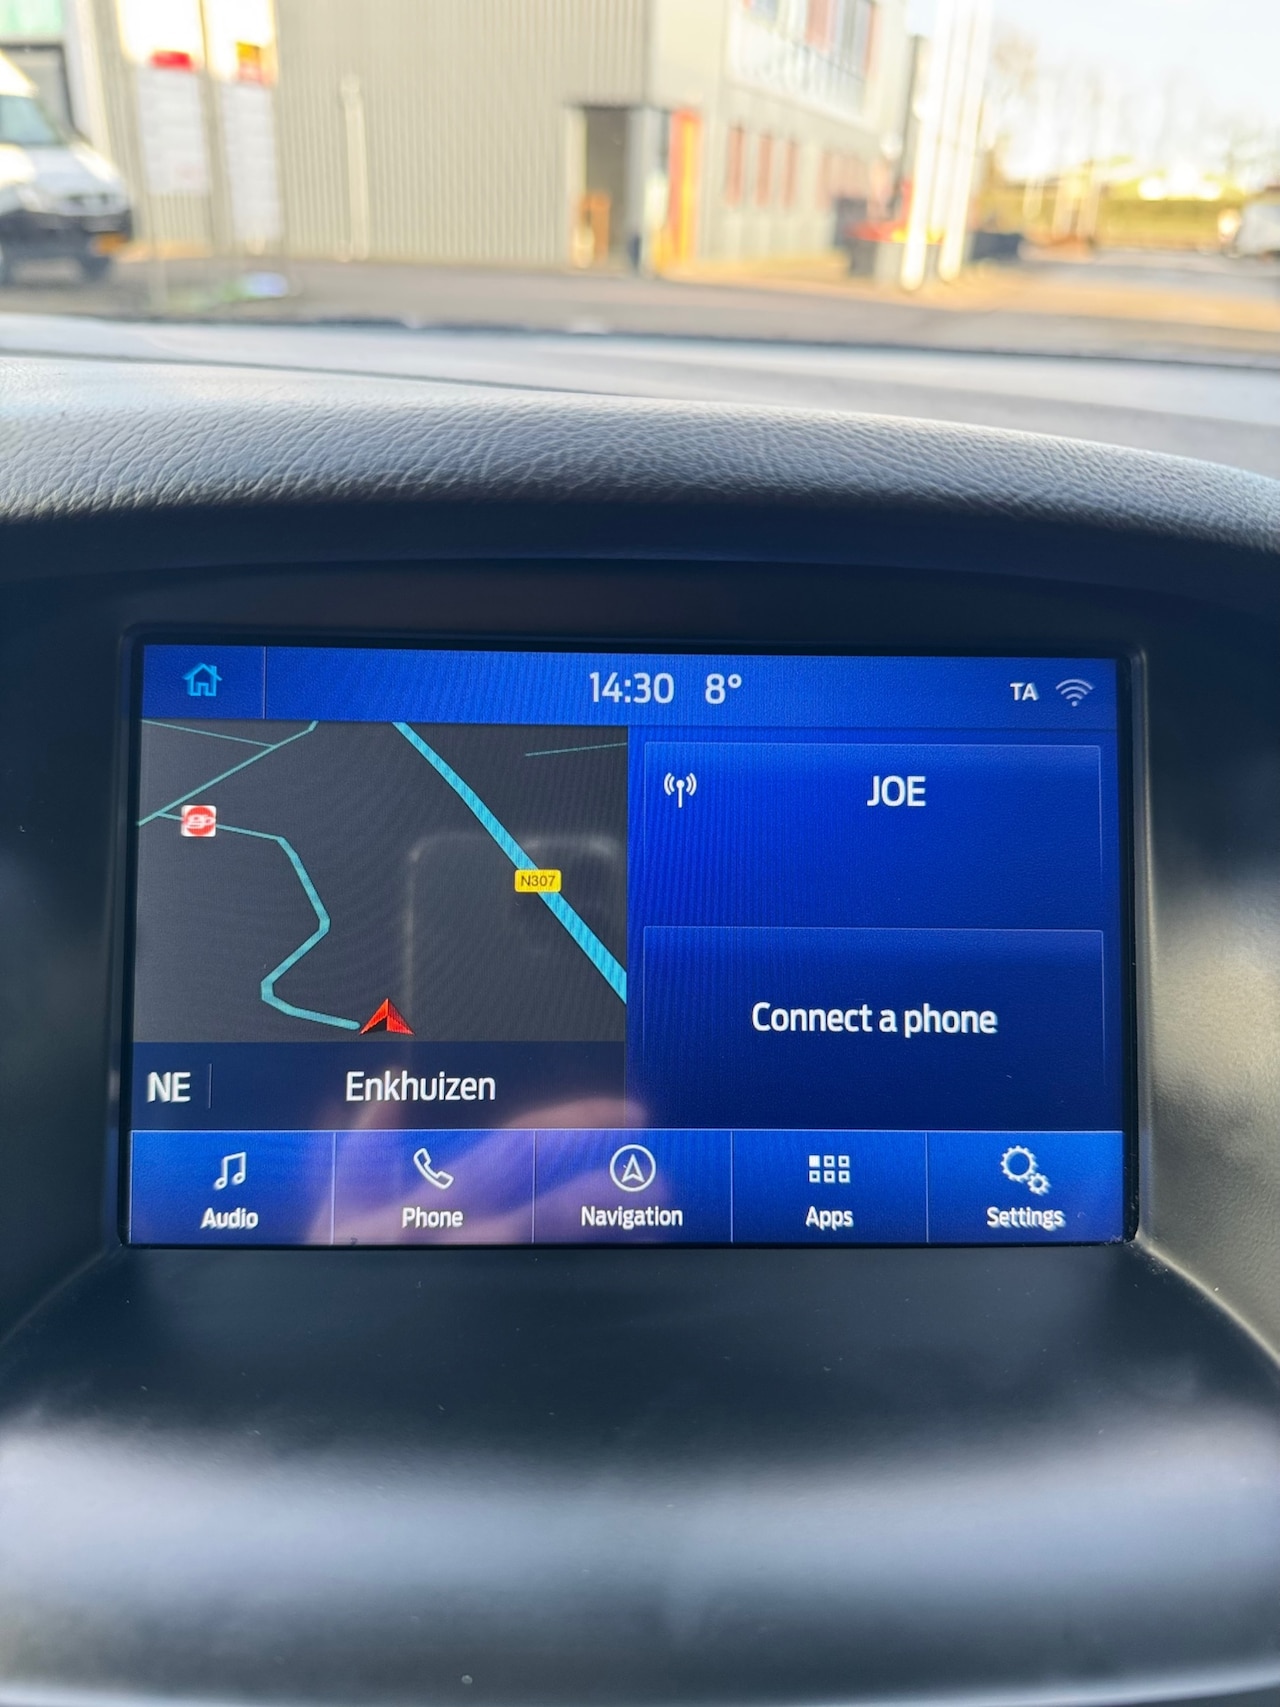 14:30 8°
TA
JOE
N307
Connect a phone
NE
Enkhuizen
Audio
Phone
Navigation
Apps
Settings